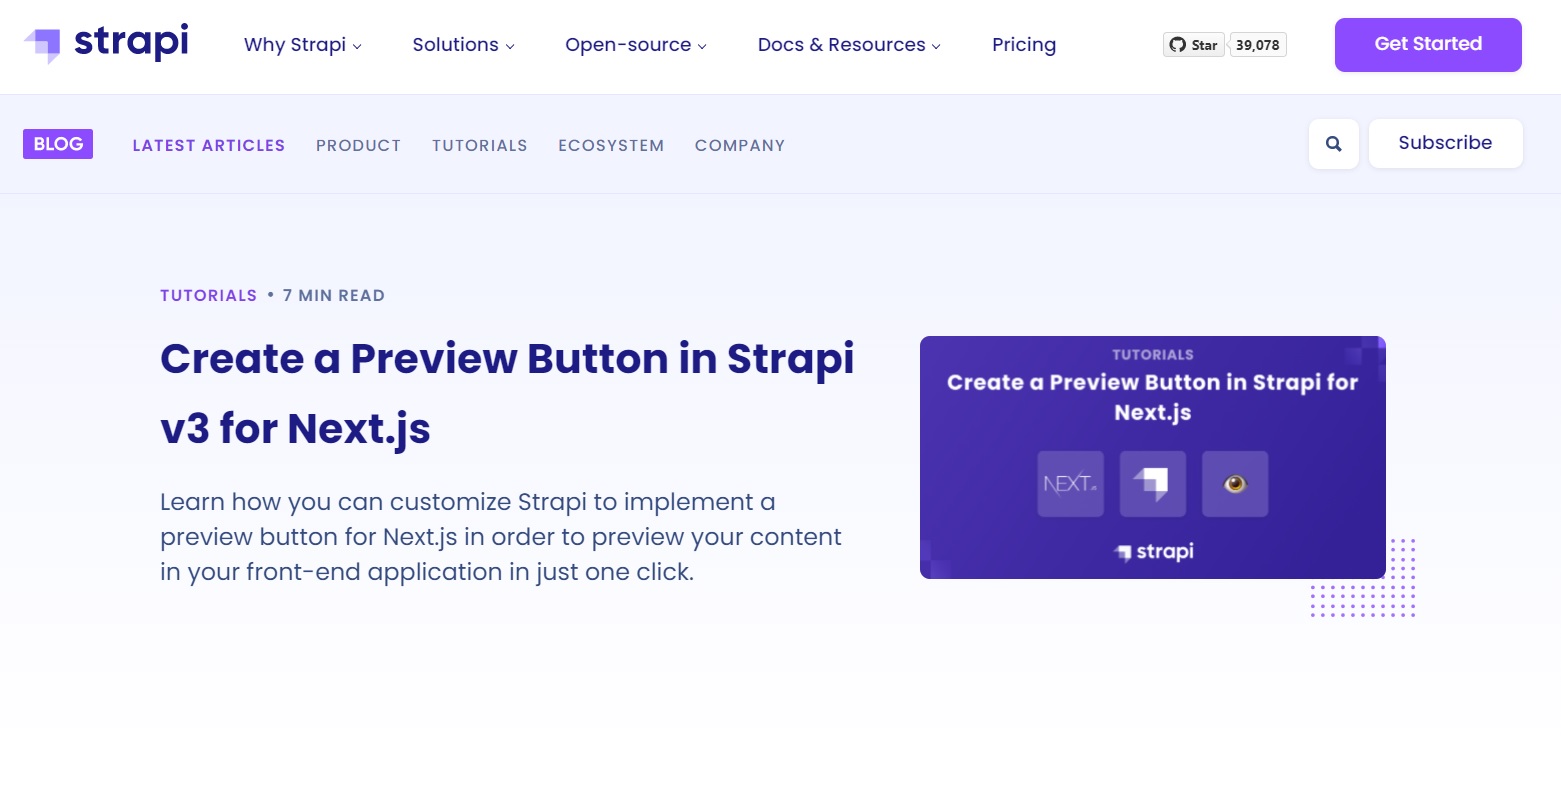 strapi Why Strapi Solutions Open-source Docs & Resources Pricing Star 39,078 Get Started
BLOG LATEST ARTICLES PRODUCT TUTORIALS ECOSYSTEM COMPANY Subscribe
TUTORIALS • 7 MIN READ
Create a Preview Button in Strapi
v3 for Next.js
Learn how you can customize Strapi to implement a
preview button for Next.js in order to preview your content
in your front-end application in just one click.
TUTORIALS
Create a Preview Button in Strapi for
Next.js
NEXT.JS
strapi